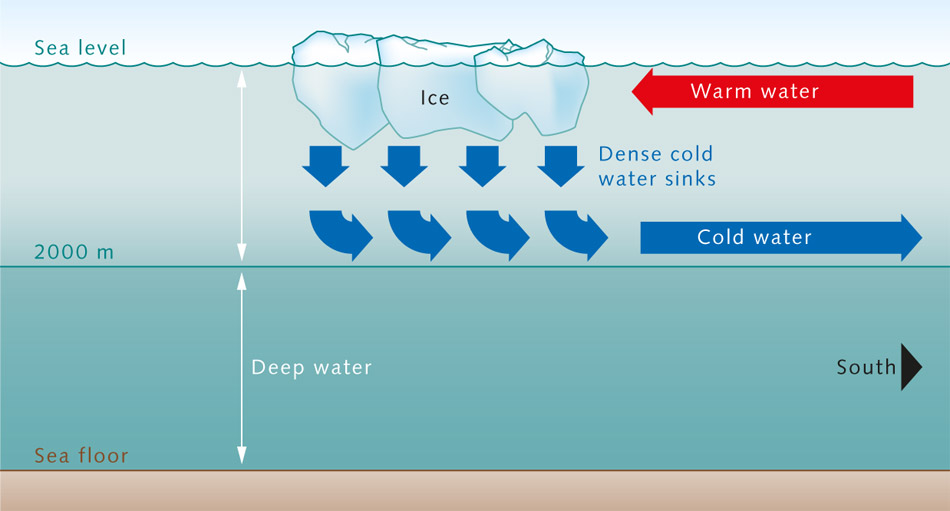 Sea level
Ice
Warm water
Dense cold
water sinks
Cold water
2000 m
Deep water
South
Sea floor